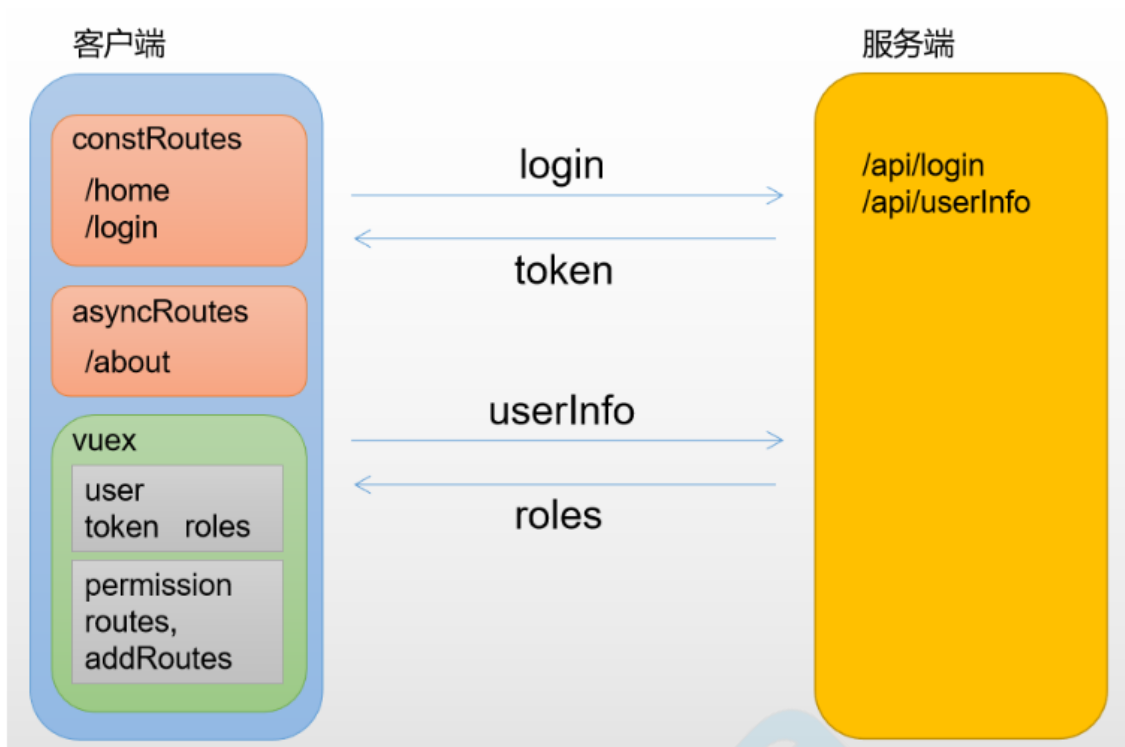 客户端
服务端
constRoutes
/home
/login
asyncRoutes
/about
vuex
user
token roles
permission
routes,
addRoutes
login
token
userInfo
roles
/api/login
/api/userInfo